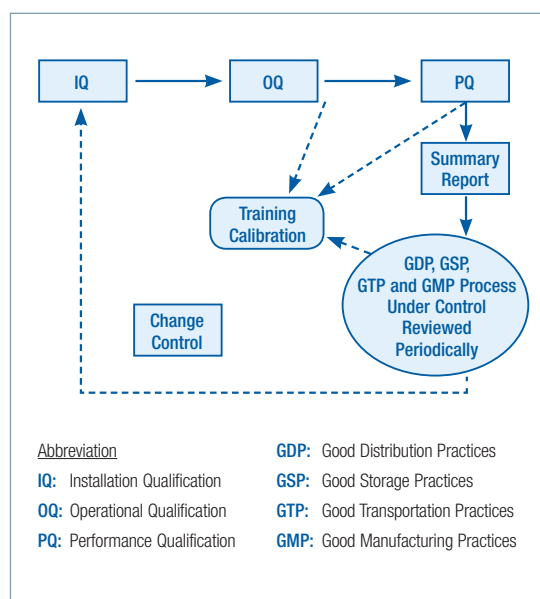 IQ
OQ
PQ
Summary
Report
Training
Calibration
GDP, GSP,
GTP and GMP Process
Under Control
Reviewed
Periodically
Change
Control
Abbreviation
IQ: Installation Qualification
OQ: Operational Qualification
PQ: Performance Qualification
GDP: Good Distribution Practices
GSP: Good Storage Practices
GTP: Good Transportation Practices
GMP: Good Manufacturing Practices